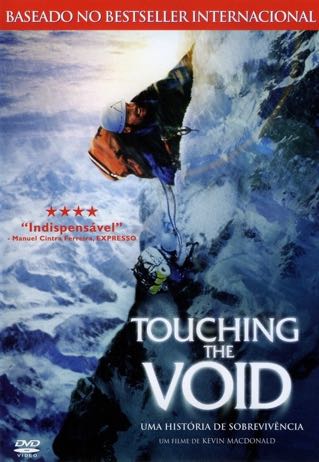 BASEADO NO BESTSELLER INTERNACIONAL
★★★★
“Indispensável”
- Manuel Cintra Ferreira, EXPRESSO
TOUCHING
THE
VOID
UMA HISTÓRIA DE SOBREVIVÊNCIA
UM FILME DE KEVIN MACDONALD
DVD
VIDEO